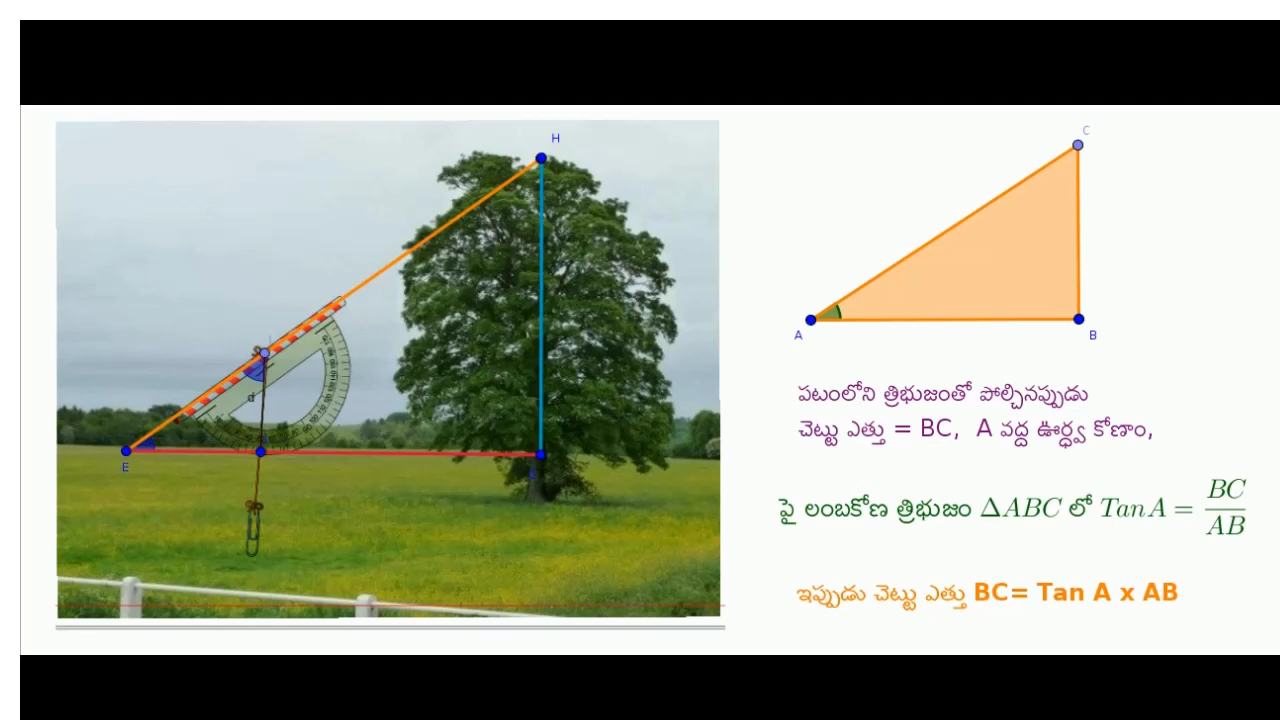 H
C
d
E
A
B
పటంలోని త్రిభుజంతో పోల్చినప్పుడు
చెట్టు ఎత్తు = BC, A వద్ద ఊర్ధ్వ కోణం,
పై లంబకోణ త్రిభుజం ΔABC లో TanA = BC/AB
ఇప్పుడు చెట్టు ఎత్తు BC= Tan A x AB